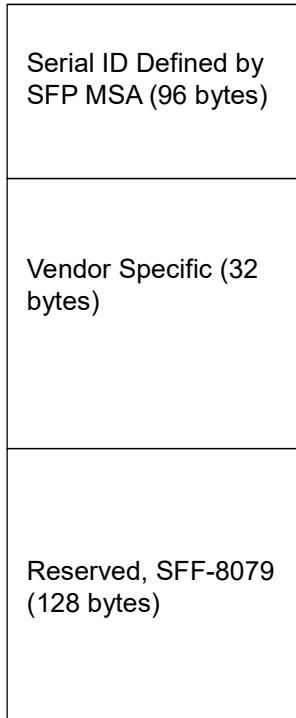 Serial ID Defined by
SFP MSA (96 bytes)
Vendor Specific (32
bytes)
Reserved, SFF-8079
(128 bytes)